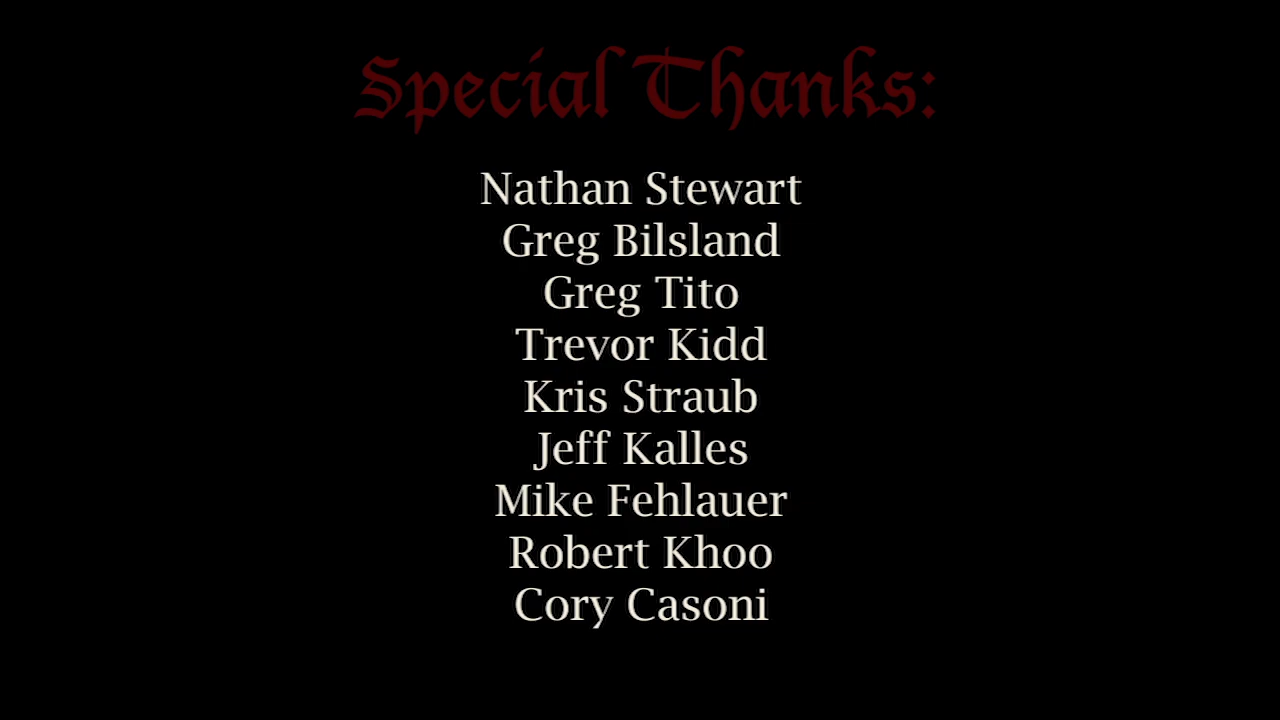 Special Thanks:
Nathan Stewart
Greg Bilsland
Greg Tito
Trevor Kidd
Kris Straub
Jeff Kalles
Mike Fehlauer
Robert Khoo
Cory Casoni